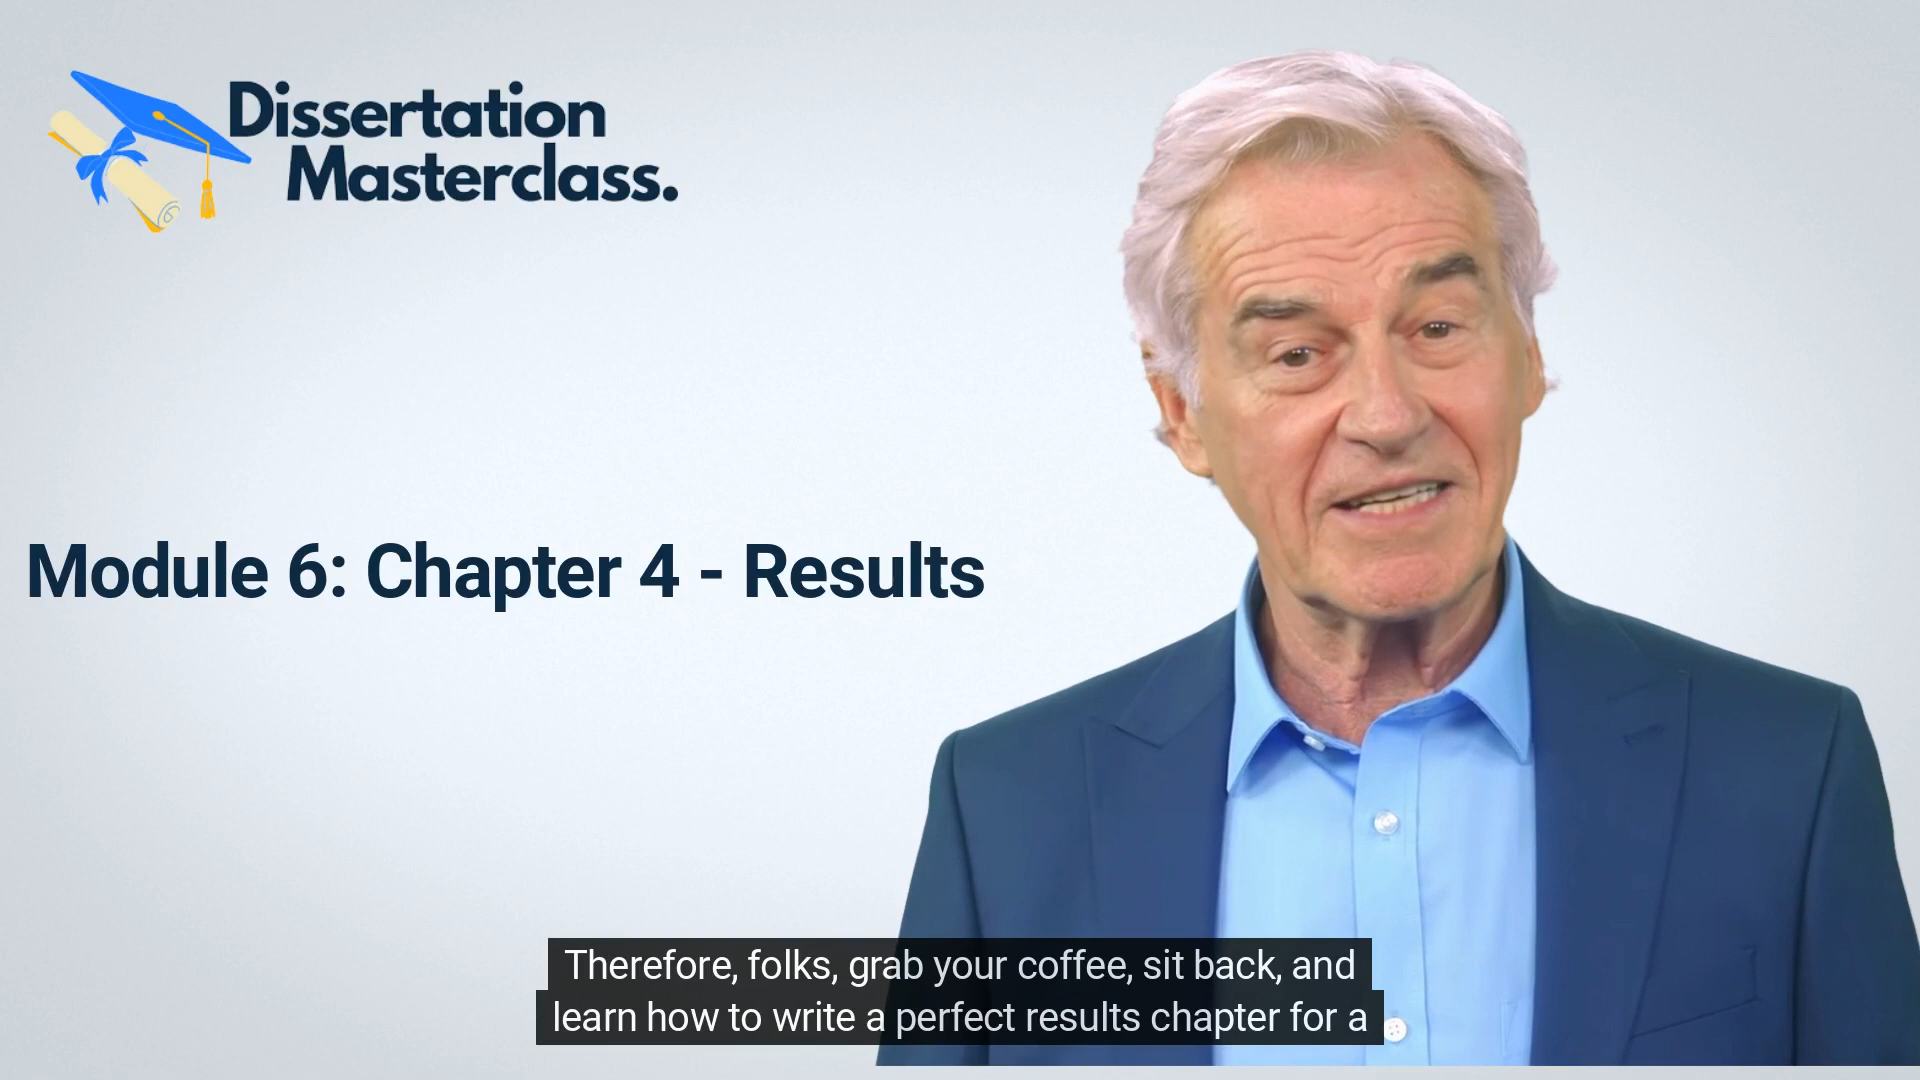 Dissertation
Masterclass.
Module 6: Chapter 4 - Results
Therefore, folks, grab your coffee, sit back, and
learn how to write a perfect results chapter for a